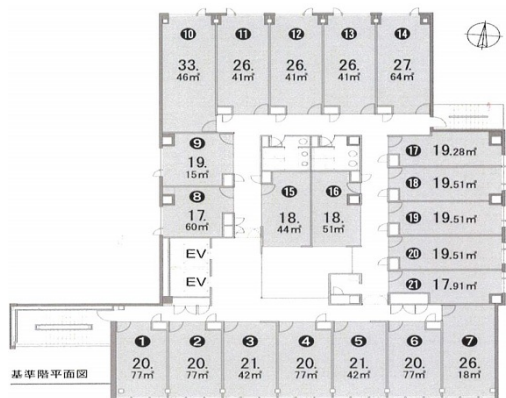 ⑩ ⑪ ⑫ ⑬ ⑭
33. 26. 26. 26. 27.
46㎡ 41㎡ 41㎡ 41㎡ 64㎡
⑨
19.
15㎡
⑧
17.
60㎡
⑮ ⑯
18. 18.
44㎡ 51㎡
⑰ 19.28㎡
⑱ 19.51㎡
⑲ 19.51㎡
⑳ 19.51㎡
㉑ 17.91㎡
EV
EV
① ② ③ ④ ⑤ ⑥ ⑦
20. 20. 21. 20. 21. 20. 26.
77㎡ 77㎡ 42㎡ 77㎡ 42㎡ 77㎡ 18㎡
基準階平面図